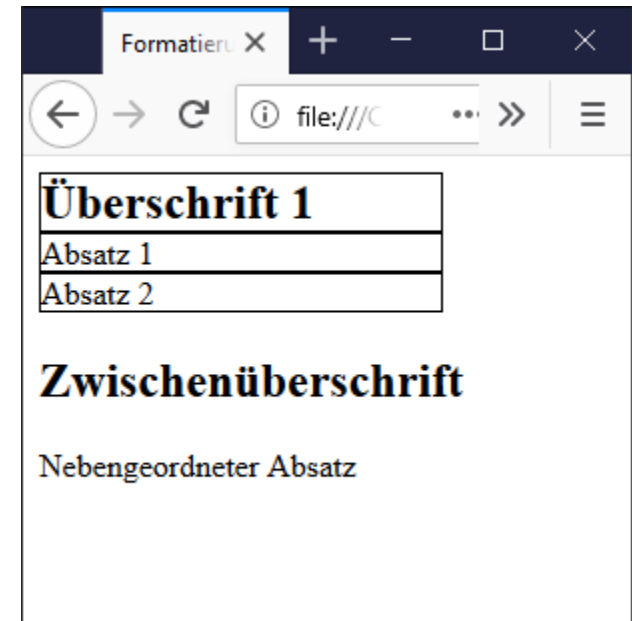 Formatieru
file:///C
Überschrift 1
Absatz 1
Absatz 2
Zwischenüberschrift
Nebengeordneter Absatz